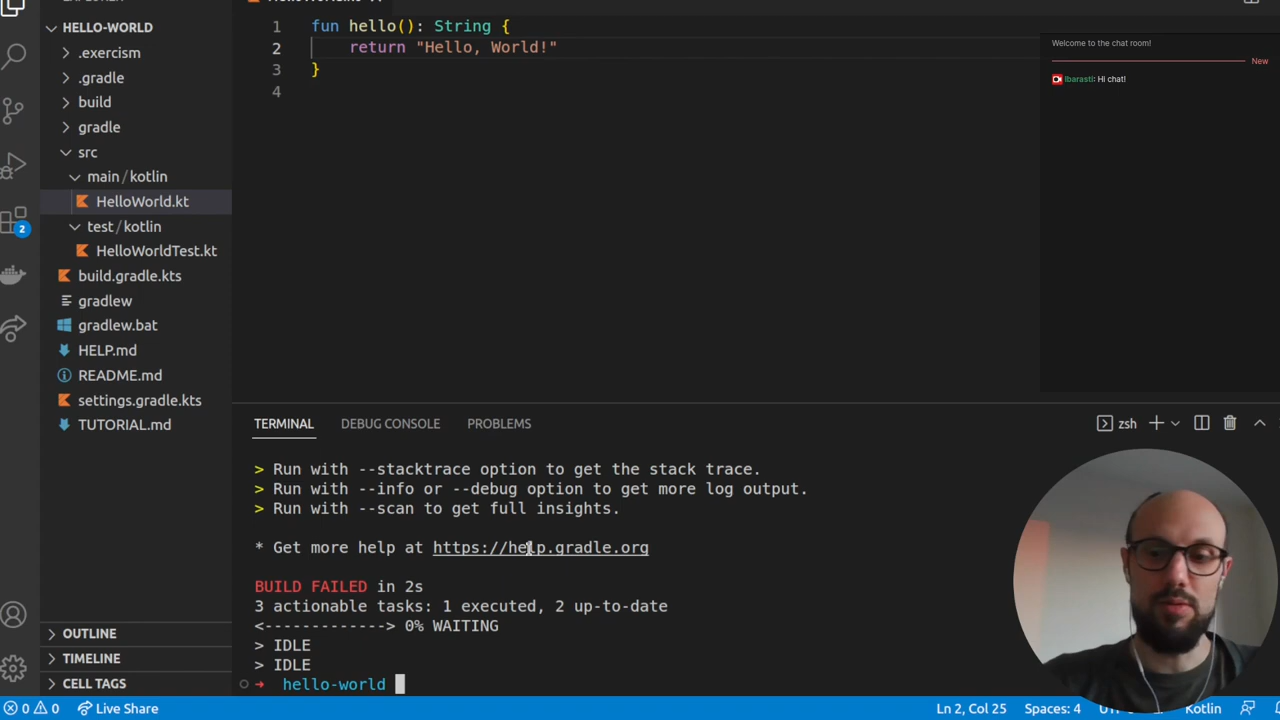 HELLO-WORLD
.exercism
.gradle
build
gradle
src
main / kotlin
HelloWorld.kt
test / kotlin
HelloWorldTest.kt
build.gradle.kts
gradlew
gradlew.bat
HELP.md
README.md
settings.gradle.kts
TUTORIAL.md
OUTLINE
TIMELINE
CELL TAGS
2
1 fun hello(): String {
2 return "Hello, World!"
3 }
4
Welcome to the chat room!
New
lbarasti: Hi chat!
TERMINAL DEBUG CONSOLE PROBLEMS
zsh
> Run with --stacktrace option to get the stack trace.
> Run with --info or --debug option to get more log output.
> Run with --scan to get full insights.
* Get more help at https://help.gradle.org
BUILD FAILED in 2s
3 actionable tasks: 1 executed, 2 up-to-date
<-------------> 0% WAITING
> IDLE
> IDLE
➜ hello-world
0 0 Live Share Ln 2, Col 25 Spaces: 4 Kotlin